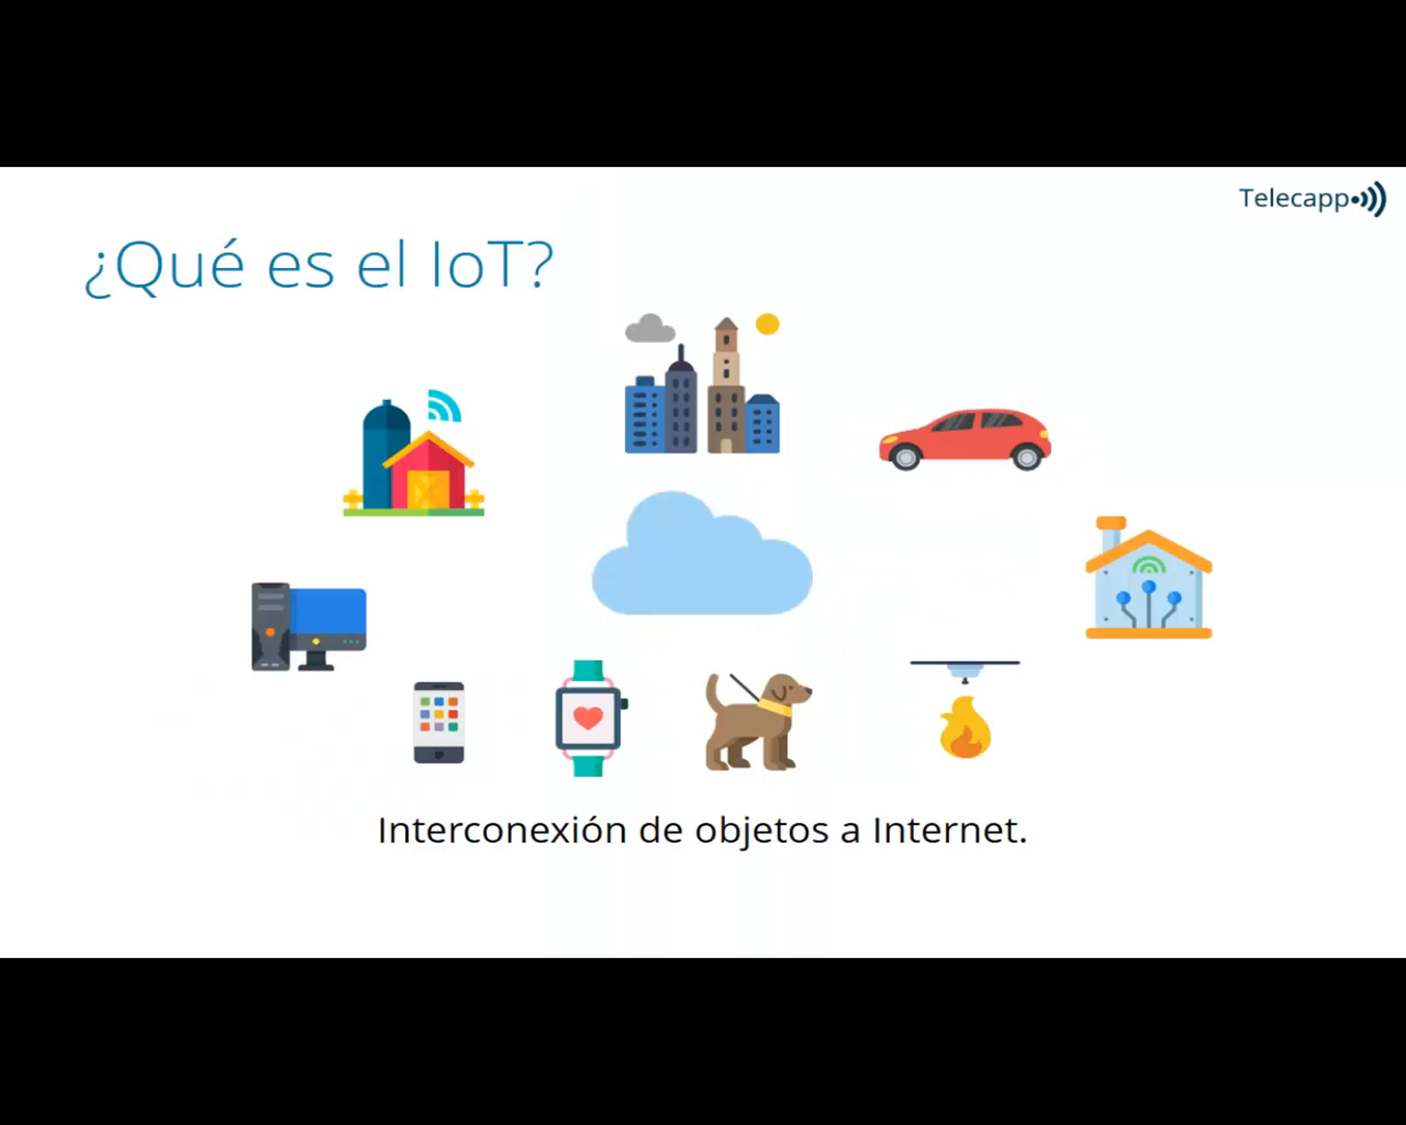 Telecapp
¿Qué es el IoT?
Interconexión de objetos a Internet.